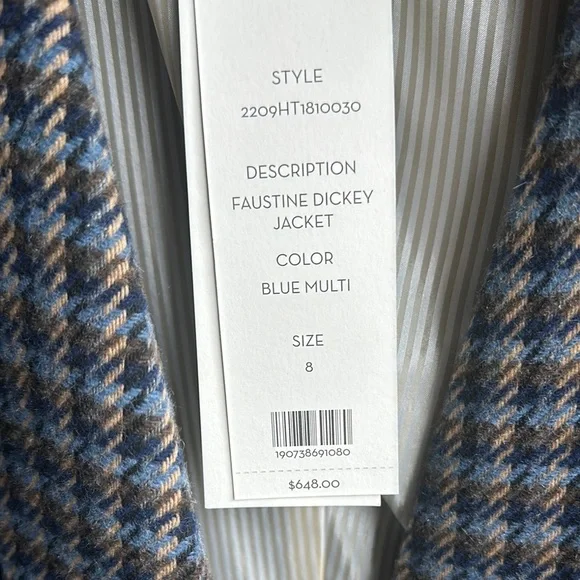 STYLE
2209HT1810030
DESCRIPTION
FAUSTINE DICKEY
JACKET
COLOR
BLUE MULTI
SIZE
8
190738691080
$648.00